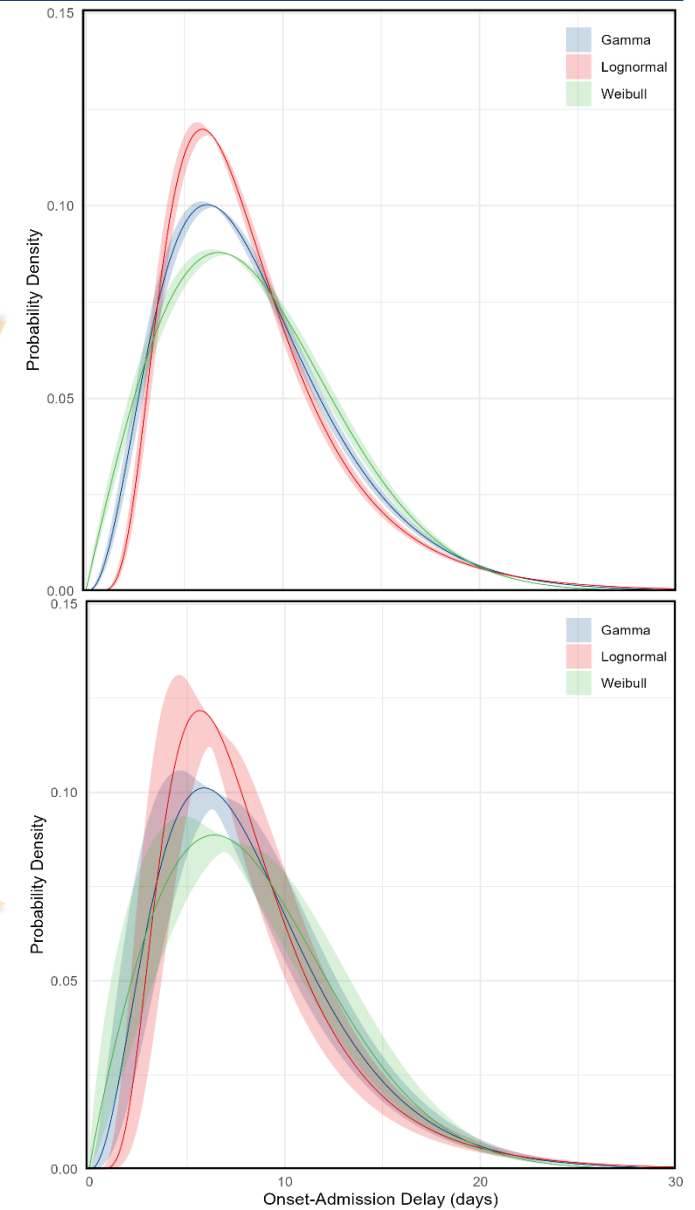 0.15
Gamma
Lognormal
Weibull
0.10
Probability Density
0.05
0.00
0.15
Gamma
Lognormal
Weibull
0.10
Probability Density
0.05
0.00
0 10 20 30
Onset-Admission Delay (days)